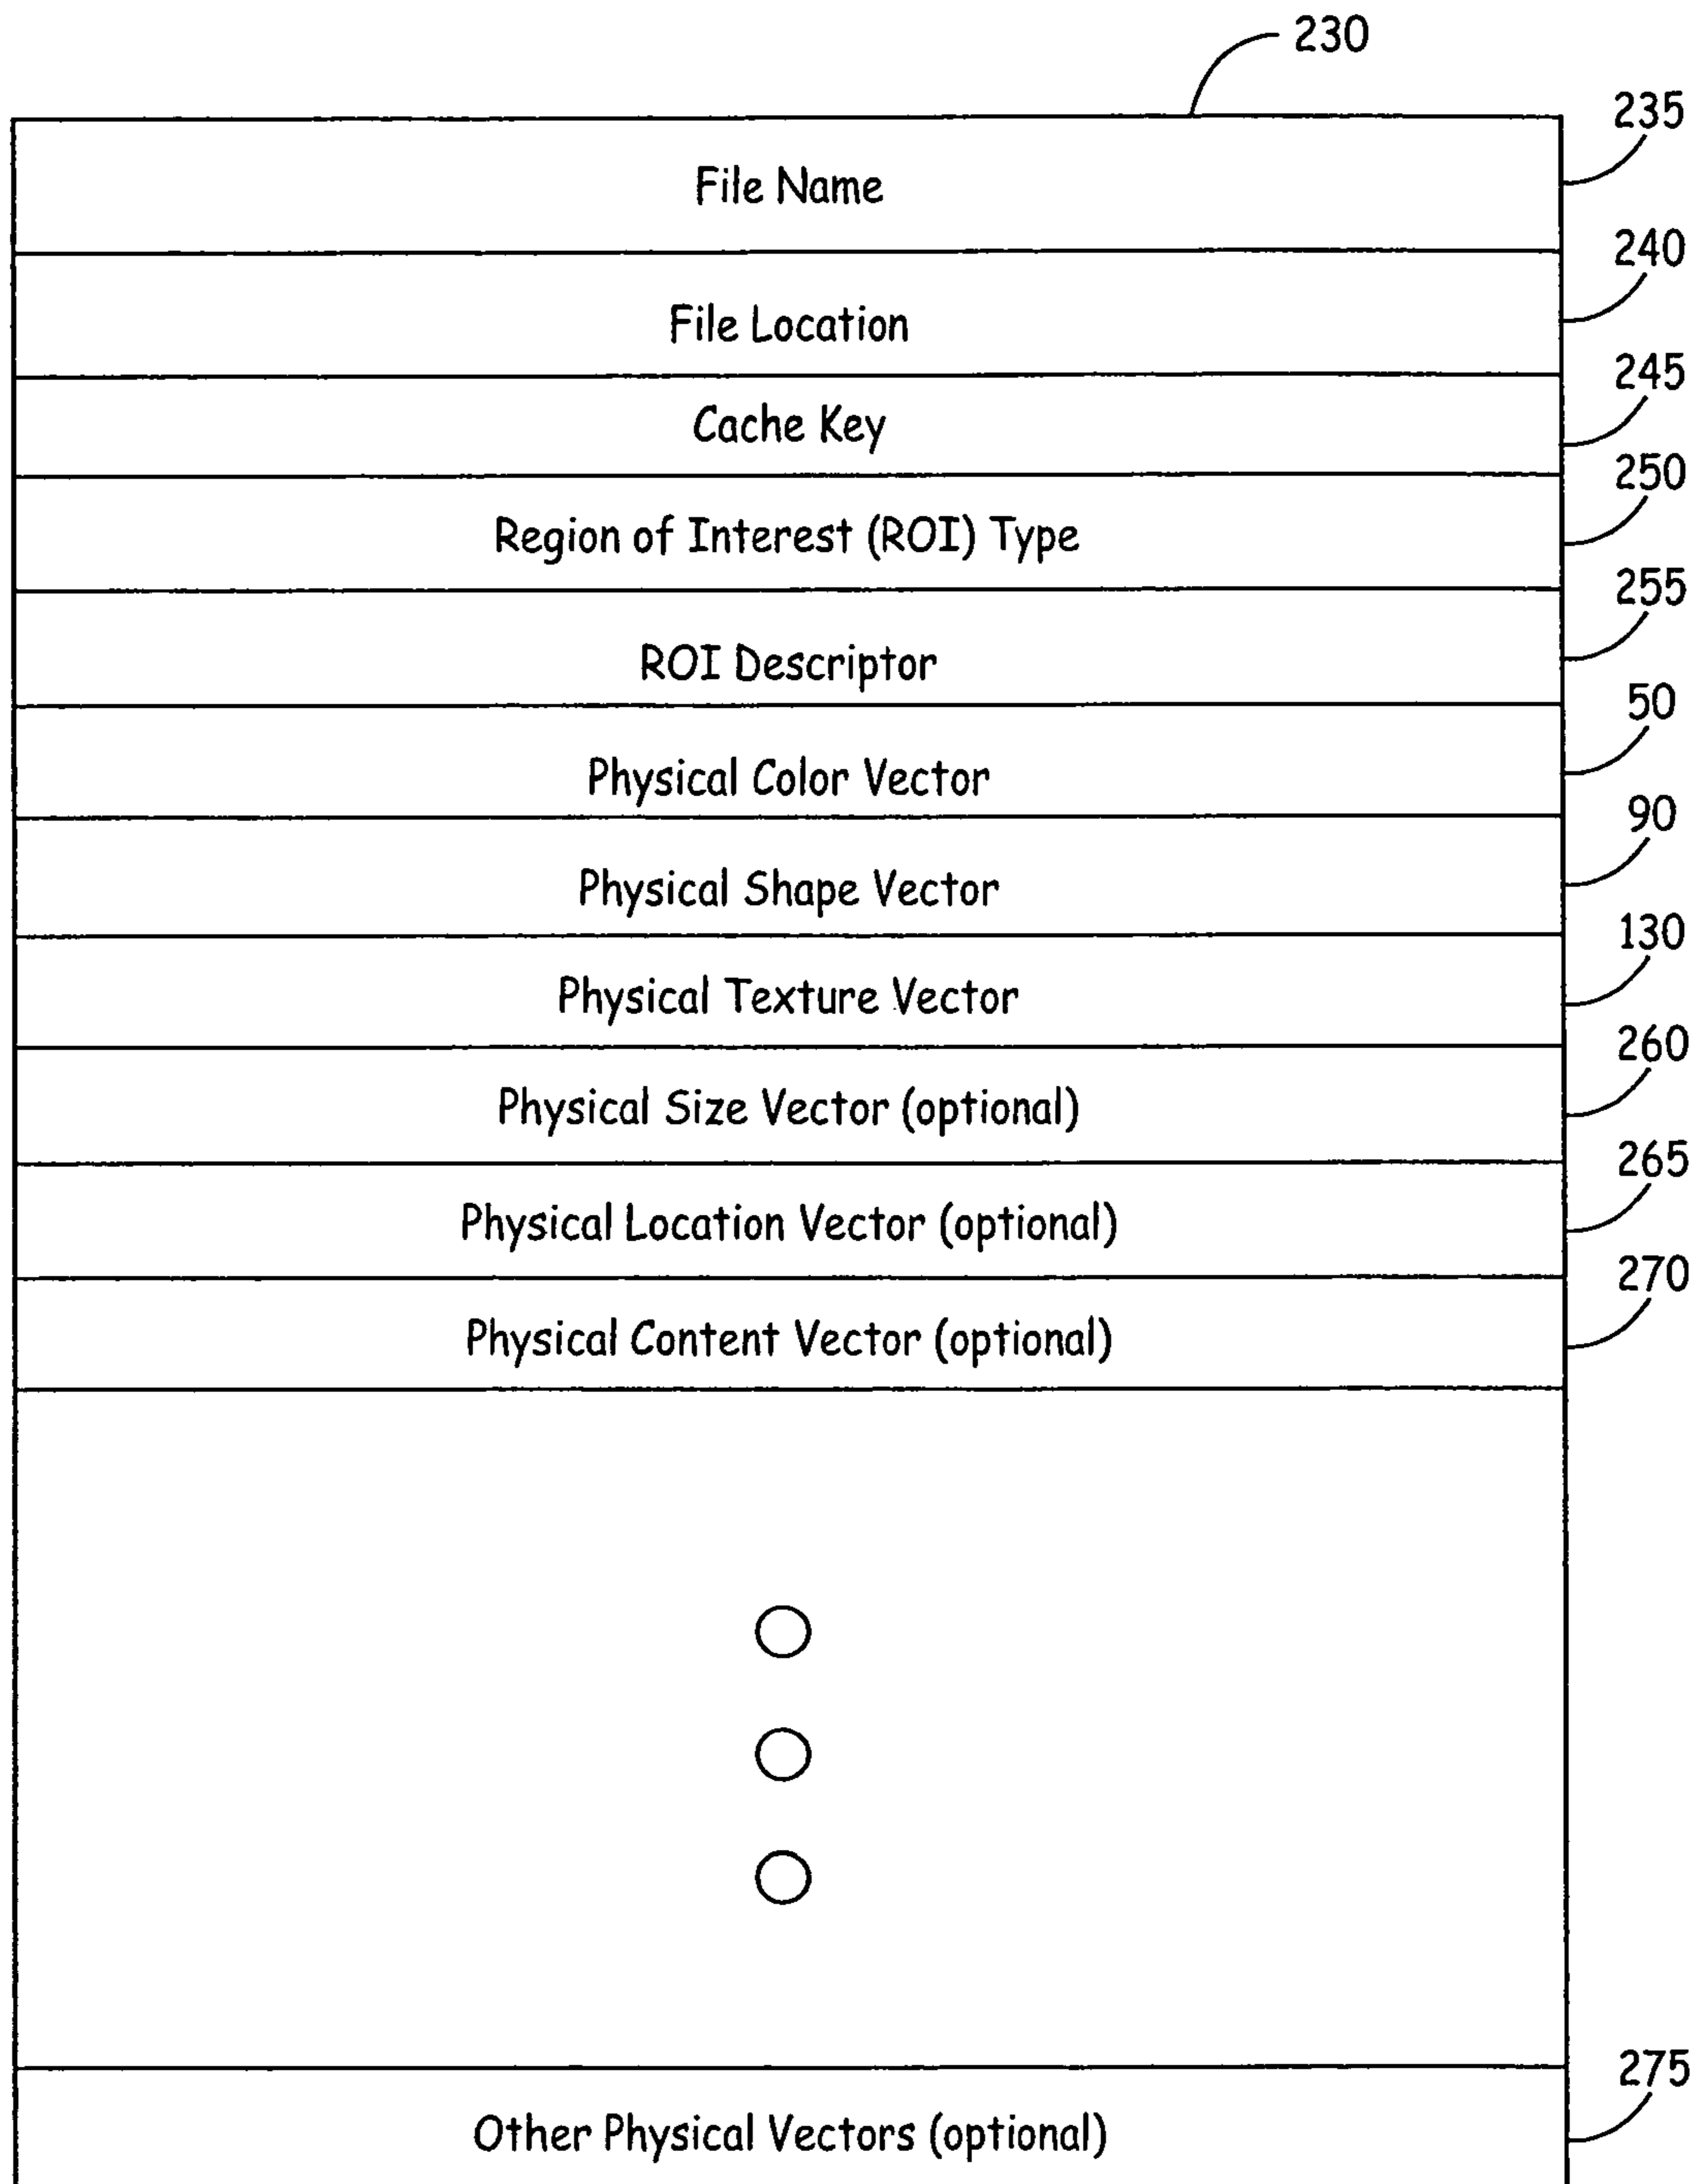 230
235
File Name
240
File Location
245
Cache Key
250
Region of Interest (ROI) Type
255
ROI Descriptor
50
Physical Color Vector
90
Physical Shape Vector
130
Physical Texture Vector
260
Physical Size Vector (optional)
265
Physical Location Vector (optional)
270
Physical Content Vector (optional)
275
Other Physical Vectors (optional)